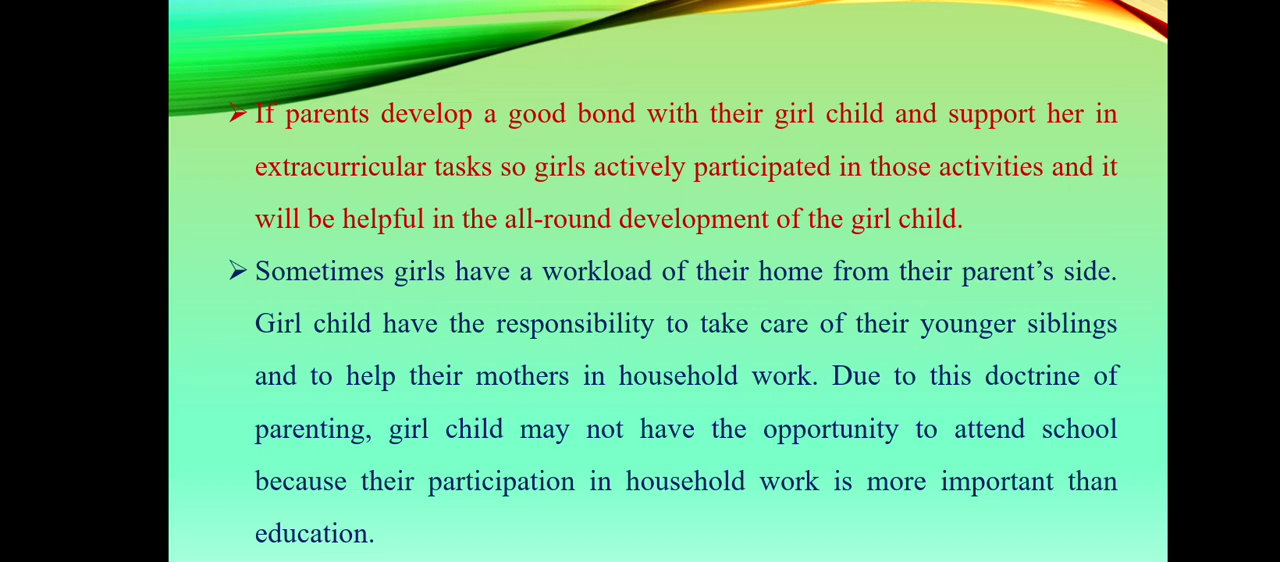 ➢ If parents develop a good bond with their girl child and support her in
extracurricular tasks so girls actively participated in those activities and it
will be helpful in the all-round development of the girl child.
➢ Sometimes girls have a workload of their home from their parent’s side.
Girl child have the responsibility to take care of their younger siblings
and to help their mothers in household work. Due to this doctrine of
parenting, girl child may not have the opportunity to attend school
because their participation in household work is more important than
education.